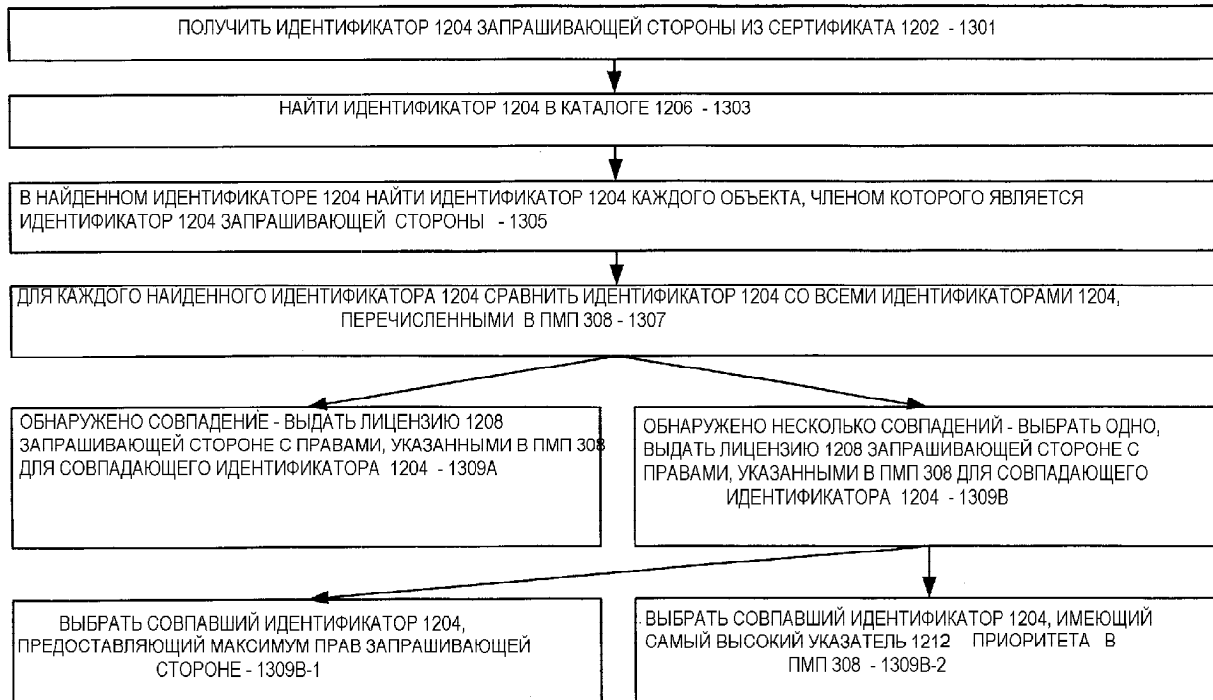 ПОЛУЧИТЬ ИДЕНТИФИКАТОР 1204 ЗАПРАШИВАЮЩЕЙ СТОРОНЫ ИЗ СЕРТИФИКАТА 1202 - 1301
НАЙТИ ИДЕНТИФИКАТОР 1204 В КАТАЛОГЕ 1206 - 1303
В НАЙДЕННОМ ИДЕНТИФИКАТОРЕ 1204 НАЙТИ ИДЕНТИФИКАТОР 1204 КАЖДОГО ОБЪЕКТА, ЧЛЕНОМ КОТОРОГО ЯВЛЯЕТСЯ
ИДЕНТИФИКАТОР 1204 ЗАПРАШИВАЮЩЕЙ СТОРОНЫ - 1305
ДЛЯ КАЖДОГО НАЙДЕННОГО ИДЕНТИФИКАТОРА 1204 СРАВНИТЬ ИДЕНТИФИКАТОР 1204 СО ВСЕМИ ИДЕНТИФИКАТОРАМИ 1204,
ПЕРЕЧИСЛЕННЫМИ В ПМП 308 - 1307
ОБНАРУЖЕНО СОВПАДЕНИЕ - ВЫДАТЬ ЛИЦЕНЗИЮ 1208
ЗАПРАШИВАЮЩЕЙ СТОРОНЕ С ПРАВАМИ, УКАЗАННЫМИ В ПМП 308
ДЛЯ СОВПАДАЮЩЕГО ИДЕНТИФИКАТОРА 1204 - 1309A
ОБНАРУЖЕНО НЕСКОЛЬКО СОВПАДЕНИЙ - ВЫБРАТЬ ОДНО,
ВЫДАТЬ ЛИЦЕНЗИЮ 1208 ЗАПРАШИВАЮЩЕЙ СТОРОНЕ С
ПРАВАМИ, УКАЗАННЫМИ В ПМП 308 ДЛЯ СОВПАДАЮЩЕГО
ИДЕНТИФИКАТОРА 1204 - 1309B
ВЫБРАТЬ СОВПАВШИЙ ИДЕНТИФИКАТОР 1204,
ПРЕДОСТАВЛЯЮЩИЙ МАКСИМУМ ПРАВ ЗАПРАШИВАЮЩЕЙ
СТОРОНЕ - 1309B-1
ВЫБРАТЬ СОВПАВШИЙ ИДЕНТИФИКАТОР 1204, ИМЕЮЩИЙ
САМЫЙ ВЫСОКИЙ УКАЗАТЕЛЬ 1212 ПРИОРИТЕТА В
ПМП 308 - 1309B-2